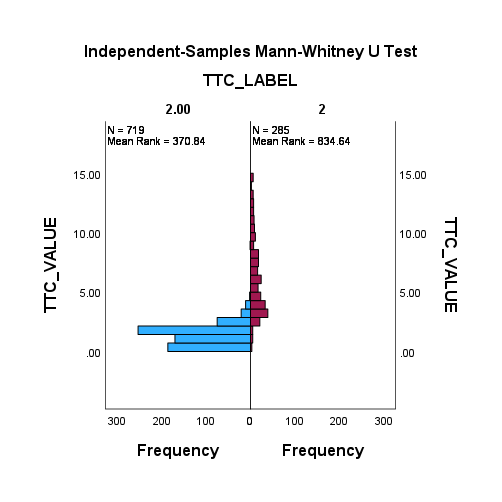 Independent-Samples Mann-Whitney U Test
TTC_LABEL
2.00 2
N = 719 N = 285
Mean Rank = 370.84 Mean Rank = 834.64
15.00 15.00
10.00 10.00
5.00 5.00
.00 .00
TTC_VALUE TTC_VALUE
300 200 100 0 100 200 300
Frequency Frequency